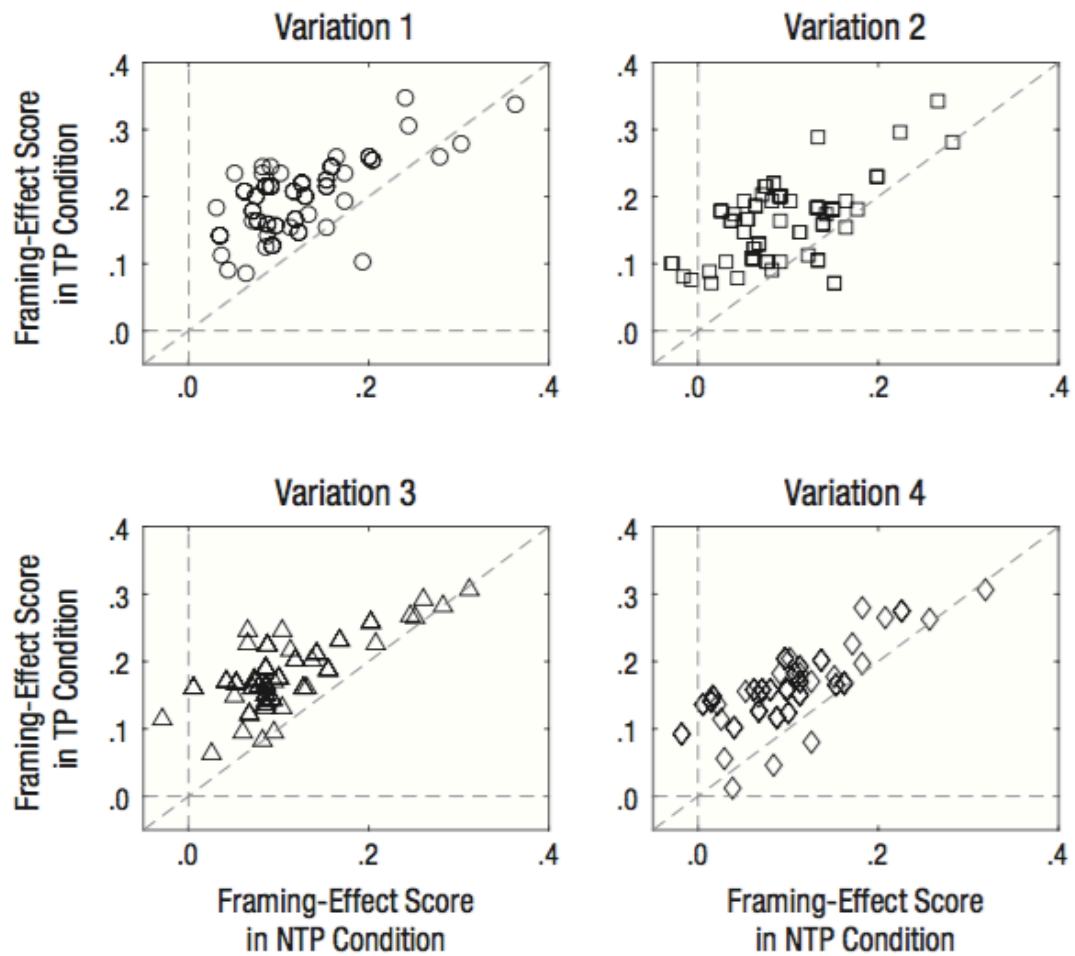 Variation 1
Variation 2
Framing-Effect Score
in TP Condition
.4
.3
.2
.1
.0
.0
.2
.4
.4
.3
.2
.1
.0
.0
.2
.4
Variation 3
Variation 4
Framing-Effect Score
in TP Condition
.4
.3
.2
.1
.0
.0
.2
.4
.4
.3
.2
.1
.0
.0
.2
.4
Framing-Effect Score
in NTP Condition
Framing-Effect Score
in NTP Condition